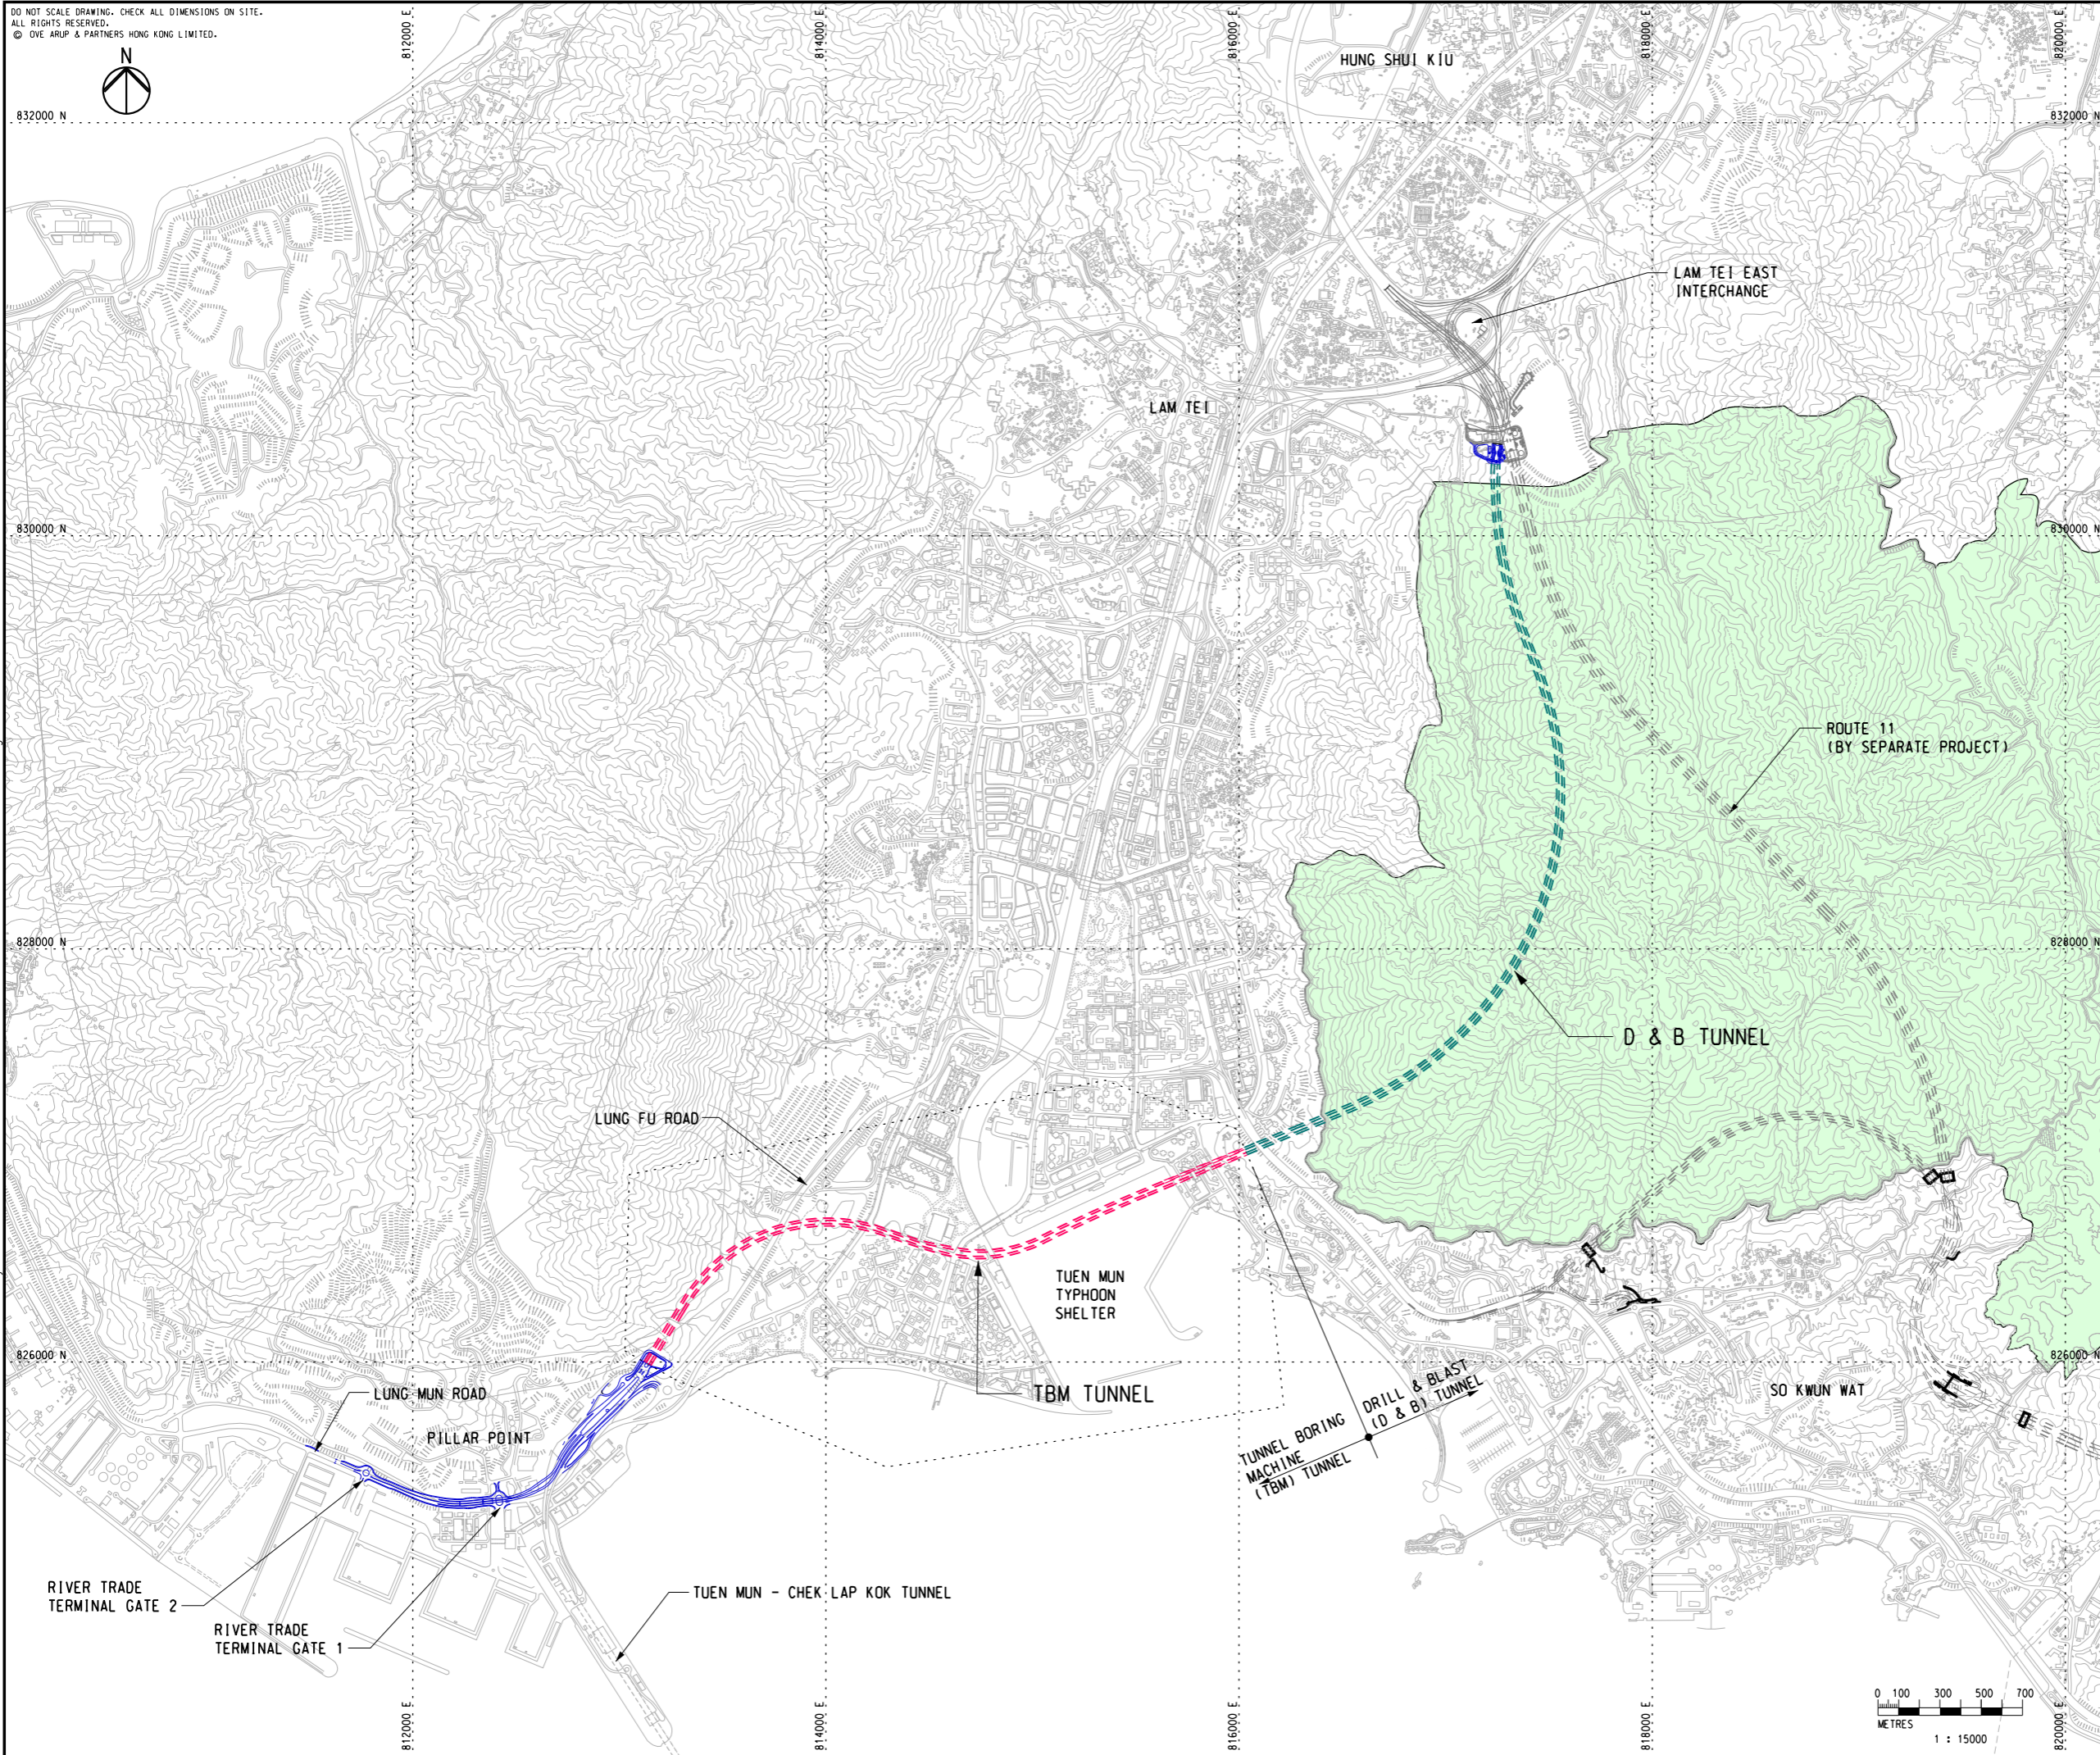 DO NOT SCALE DRAWING. CHECK ALL DIMENSIONS ON SITE.
ALL RIGHTS RESERVED.
© OVE ARUP & PARTNERS HONG KONG LIMITED.
N
812000 E
814000 E
816000 E
818000 E
820000 E
HUNG SHUI KIU
832000 N
832000 N
LAM TEI EAST
INTERCHANGE
LAM TEI
830000 N
830000 N
ROUTE 11
(BY SEPARATE PROJECT)
828000 N
828000 N
D & B TUNNEL
LUNG FU ROAD
TUEN MUN
TYPHOON
SHELTER
826000 N
826000 N
LUNG MUN ROAD
TBM TUNNEL
SO KWUN WAT
PILLAR POINT
TUNNEL BORING
MACHINE
(TBM) TUNNEL
DRILL & BLAST
(D & B) TUNNEL
RIVER TRADE
TERMINAL GATE 2
TUEN MUN - CHEK LAP KOK TUNNEL
RIVER TRADE
TERMINAL GATE 1
0 100 300 500 700
METRES
1 : 15000
812000 E
814000 E
816000 E
818000 E
820000 E